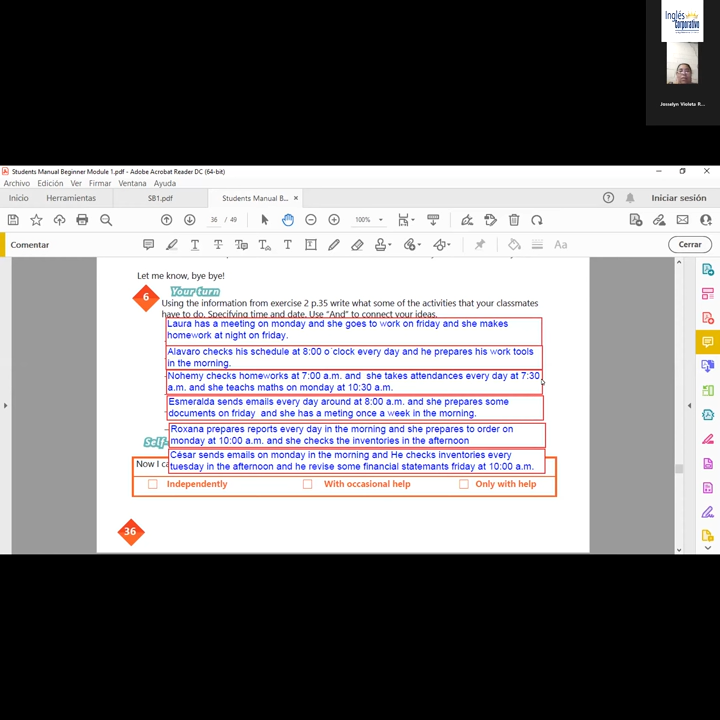 Inglés
Corporativo
Josselyn Violeta R...
Students Manual Beginner Module 1.pdf - Adobe Acrobat Reader DC (64-bit)
Archivo Edición Ver Firmar Ventana Ayuda
Inicio Herramientas SB1.pdf Students Manual B... × Iniciar sesión
36 / 49 100%
Comentar Cerrar
Let me know, bye bye!
6 Your turn
Using the information from exercise 2 p.35 write what some of the activities that your classmates
have to do. Specifying time and date. Use "And" to connect your ideas.
Laura has a meeting on monday and she goes to work on friday and she makes
homework at night on friday.
Alavaro checks his schedule at 8:00 o´clock every day and he prepares his work tools
in the morning.
Nohemy checks homeworks at 7:00 a.m. and she takes attendances every day at 7:30
a.m. and she teachs maths on monday at 10:30 a.m.
Esmeralda sends emails every day around at 8:00 a.m. and she prepares some
documents on friday and she has a meting once a week in the morning.
Roxana prepares reports every day in the morning and she prepares to order on
monday at 10:00 a.m. and she checks the inventories in the afternoon
Self-
César sends emails on monday in the morning and He checks inventories every
Now I ca
tuesday in the afternoon and he revise some financial statemants friday at 10:00 a.m.
Independently With occasional help Only with help
36